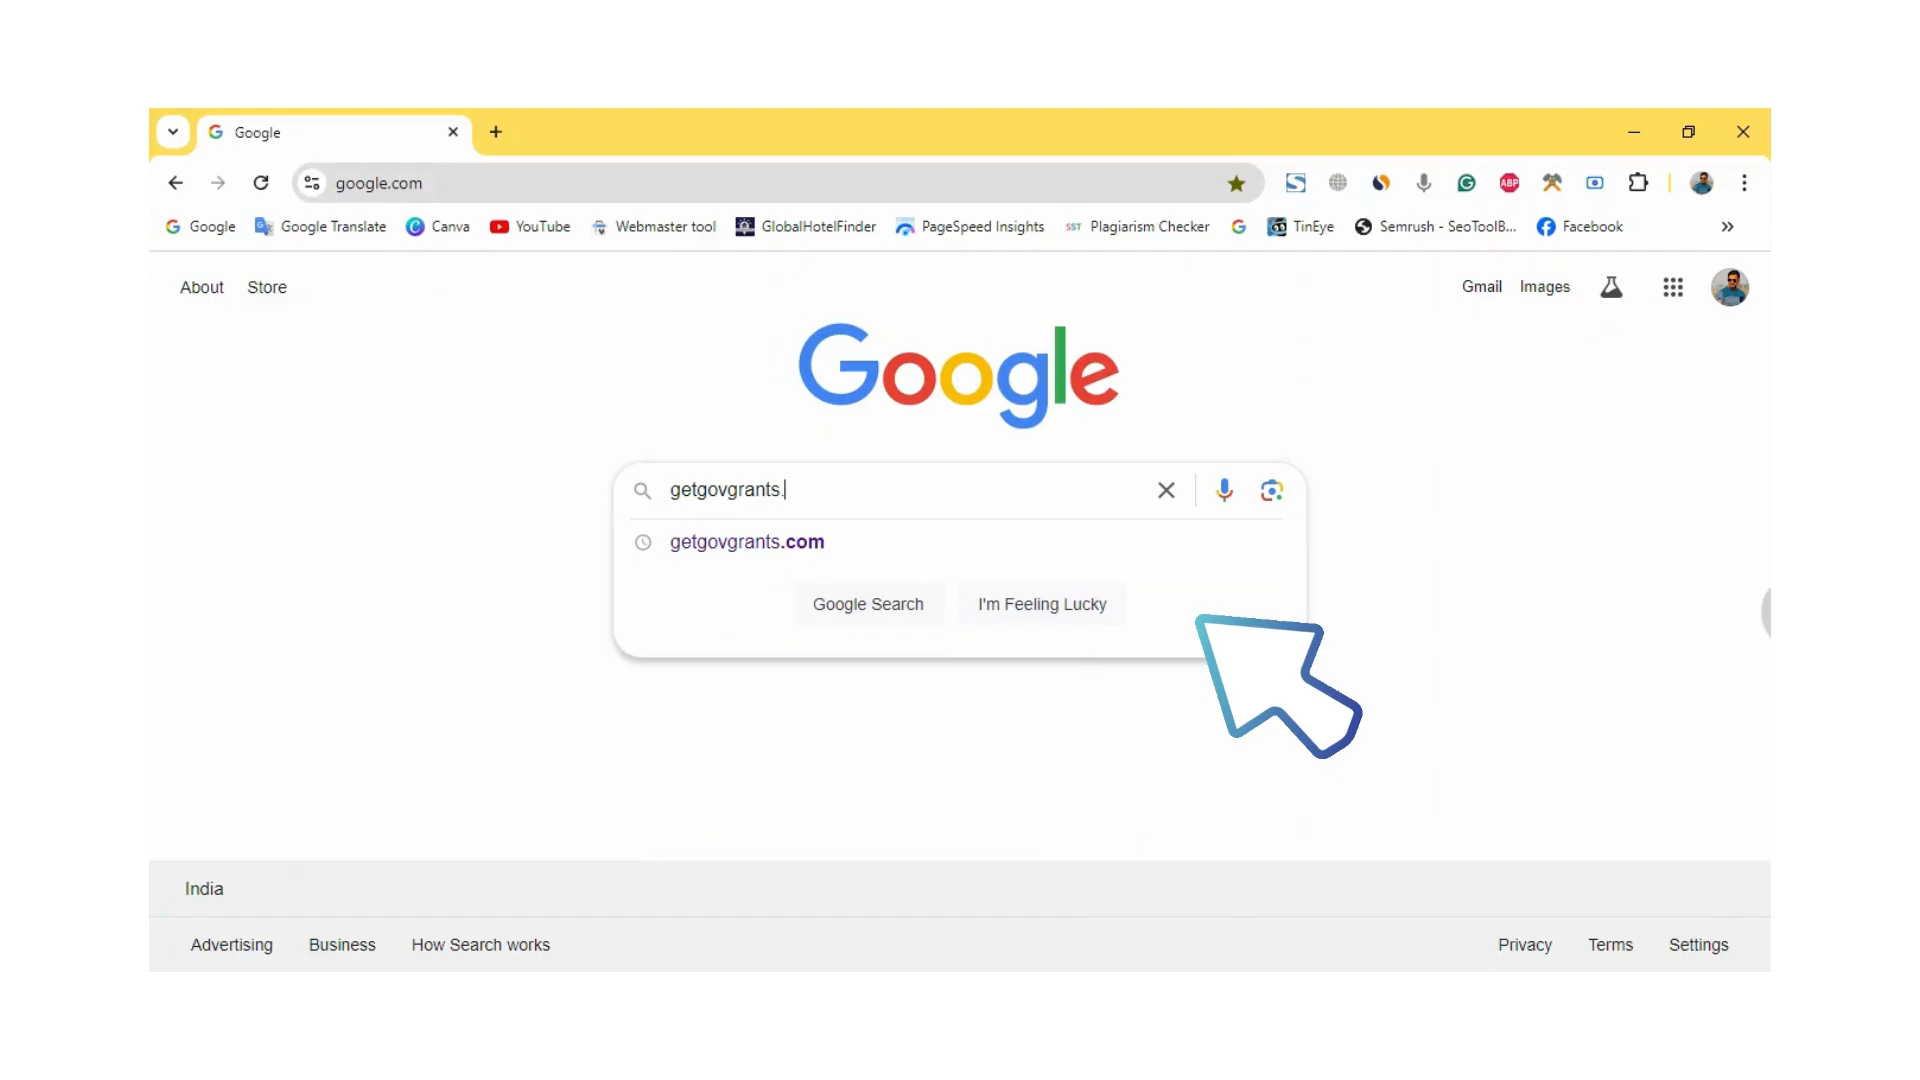 Google
google.com
Google Google Translate Canva YouTube Webmaster tool GlobalHotelFinder PageSpeed Insights SST Plagiarism Checker TinEye Semrush - SeoToolB... Facebook
About Store Gmail Images
Google
getgovgrants.
getgovgrants.com
Google Search I'm Feeling Lucky
India
Advertising Business How Search works Privacy Terms Settings
ABP